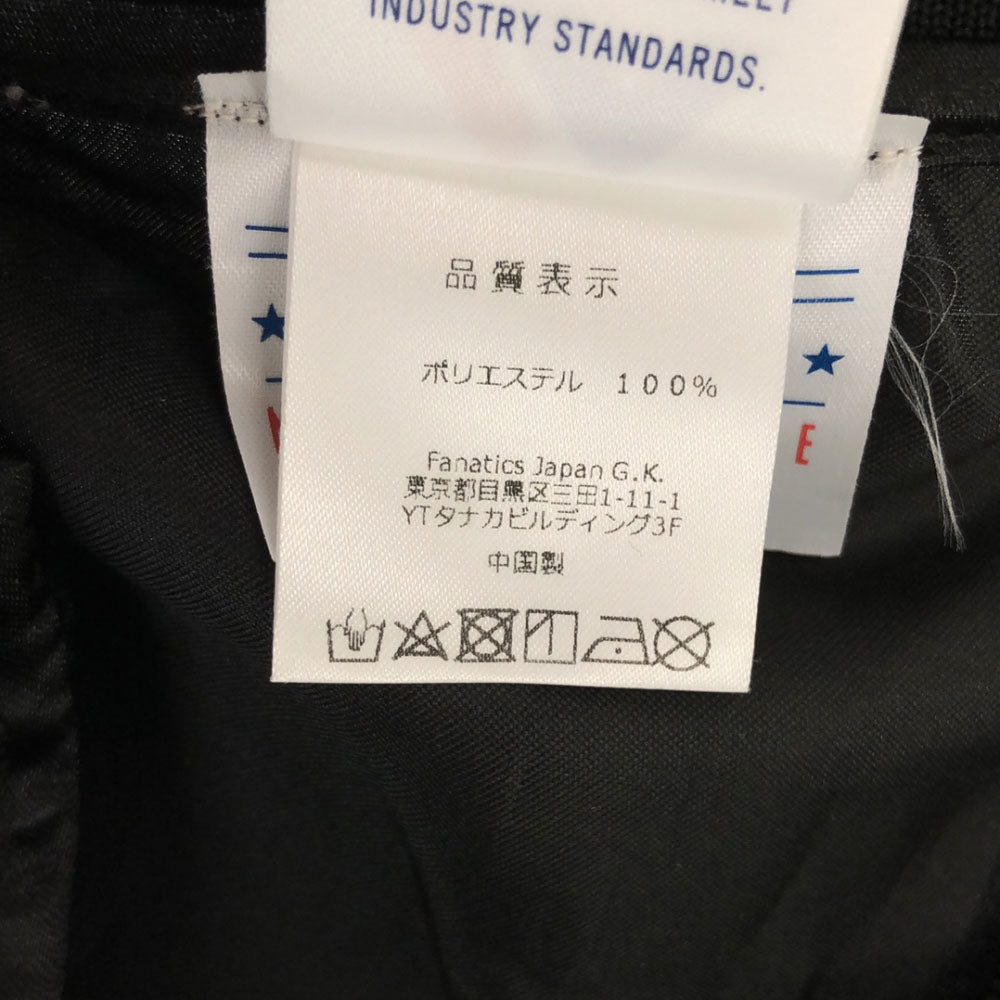 INDUSTRY STANDARDS.
品質表示
ポリエステル 100%
Fanatics Japan G.K.
東京都目黒区三田1-11-1
YTタナカビルディング3F
中国製
E